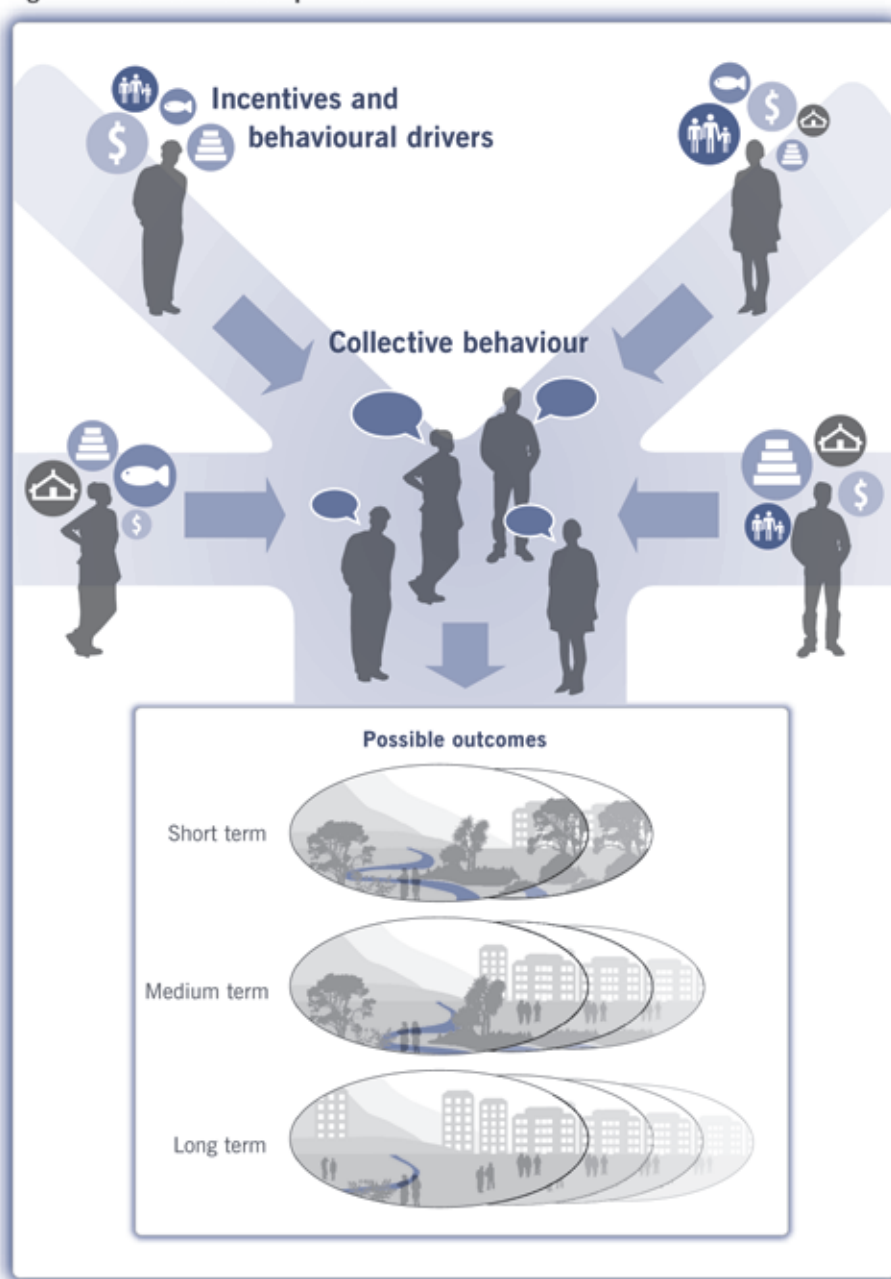 Incentives and
behavioural drivers
$
$
Collective behaviour
$
$
Possible outcomes
Short term
Medium term
Long term